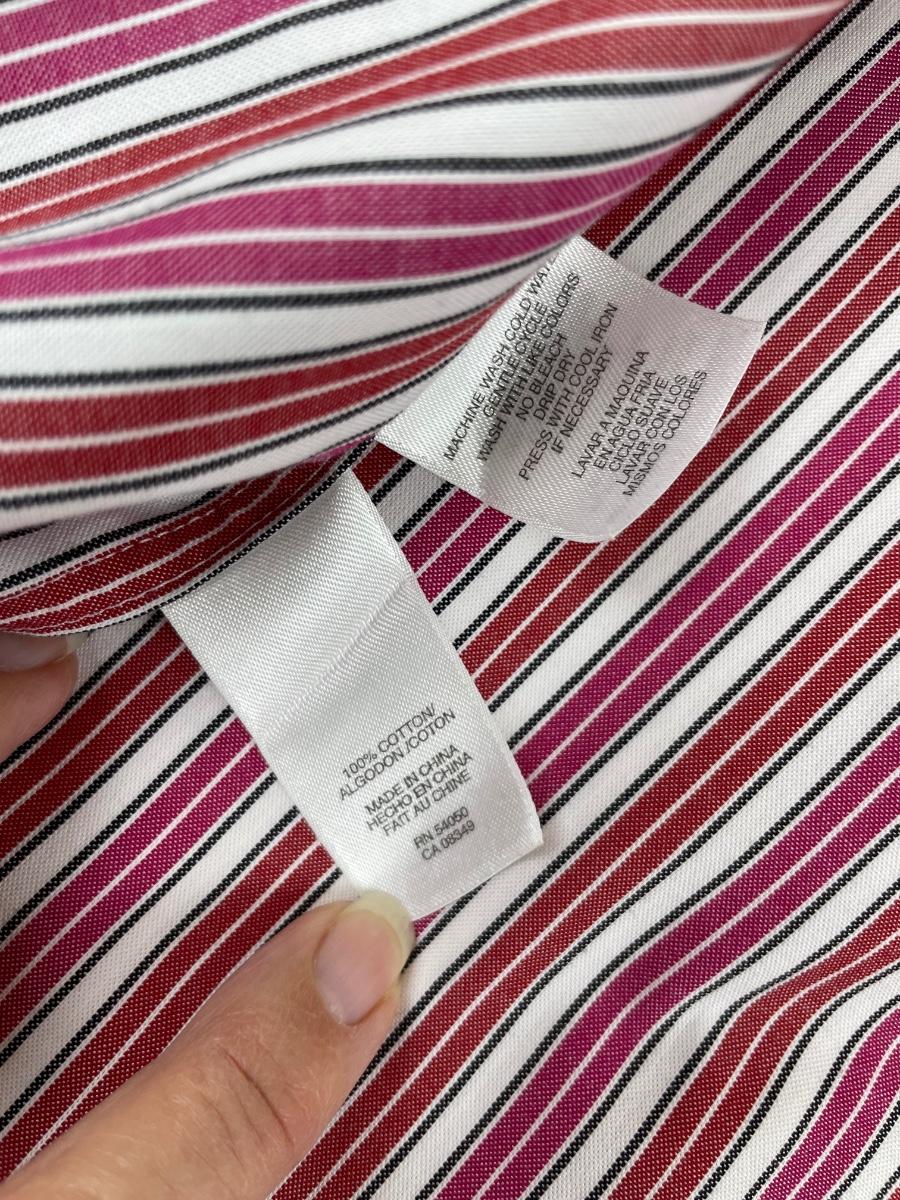 MACHINE WASH COLD WATER
GENTLE CYCLE
WASH WITH LIKE COLORS
NO BLEACH
DRIP DRY
PRESS WITH COOL IRON
IF NECESSARY
LAVAR A MAQUINA
EN AGUA FRIA
CICLO SUAVE
LAVAR CON LOS
MISMOS COLORES
100% COTTON/
ALGODON /COTON
MADE IN CHINA
HECHO EN CHINA
FAIT AU CHINE
RN 54050
CA 08349